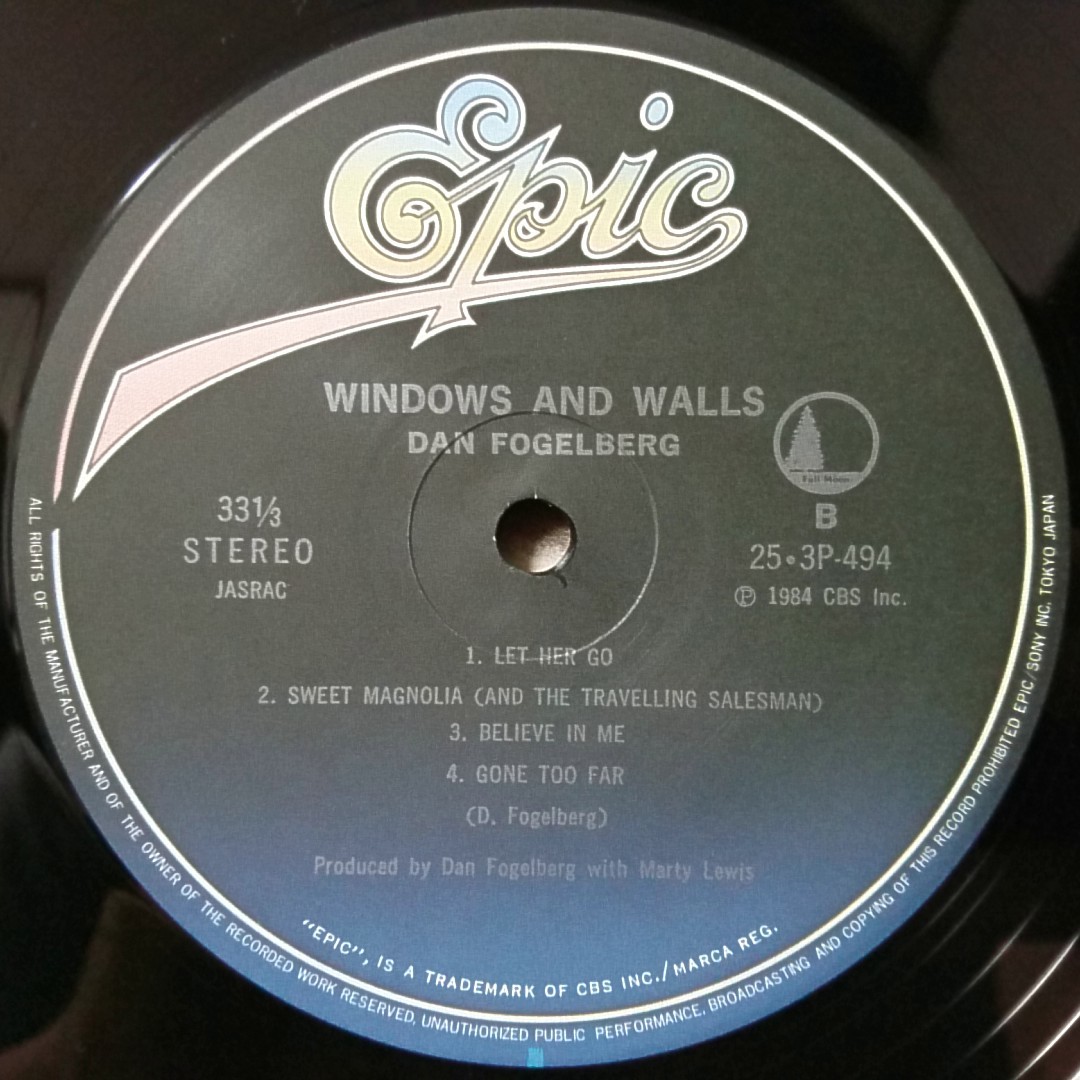 Epic
WINDOWS AND WALLS
DAN FOGELBERG
Full Moon
33⅓
STEREO
JASRAC
B
25•3P-494
Ⓟ 1984 CBS Inc.
1. LET HER GO
2. SWEET MAGNOLIA (AND THE TRAVELLING SALESMAN)
3. BELIEVE IN ME
4. GONE TOO FAR
(D. Fogelberg)
Produced by Dan Fogelberg with Marty Lewis
"EPIC", IS A TRADEMARK OF CBS INC./MARCA REG.
ALL RIGHTS OF THE MANUFACTURER AND OF THE OWNER OF THE RECORDED WORK RESERVED, UNAUTHORIZED PUBLIC PERFORMANCE, BROADCASTING AND COPYING OF THIS RECORD PROHIBITED EPIC/SONY INC. TOKYO JAPAN